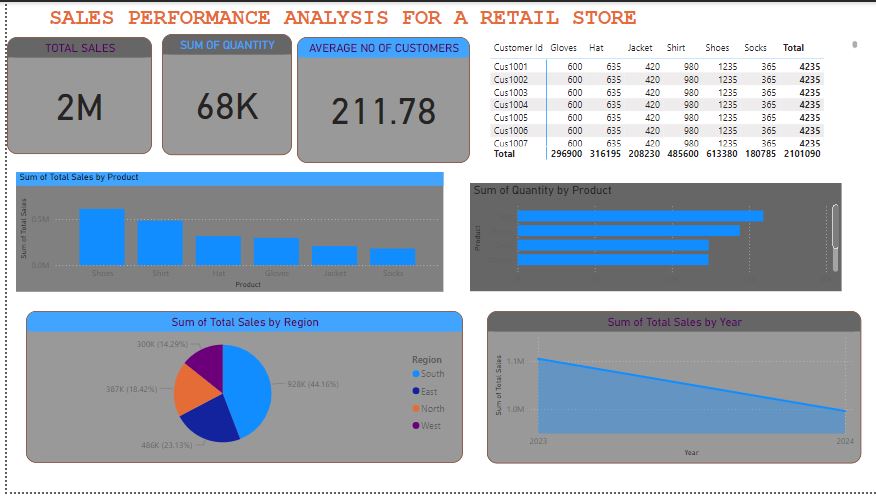 SALES PERFORMANCE ANALYSIS FOR A RETAIL STORE
TOTAL SALES
2M
SUM OF QUANTITY
68K
AVERAGE NO OF CUSTOMERS
211.78
Customer Id Gloves Hat Jacket Shirt Shoes Socks Total
Cus1001 600 635 420 980 1235 365 4235
Cus1002 600 635 420 980 1235 365 4235
Cus1003 600 635 420 980 1235 365 4235
Cus1004 600 635 420 980 1235 365 4235
Cus1005 600 635 420 980 1235 365 4235
Cus1006 600 635 420 980 1235 365 4235
Cus1007 600 635 420 980 1235 365 4235
Total 296900 316195 208230 485600 613380 180785 2101090
Sum of Total Sales by Product
Sum of Total Sales
0.5M
0.0M
Shoes Shirt Hat Gloves Jacket Socks
Product
Sum of Quantity by Product
Product
Sum of Total Sales by Region
300K (14.29%)
387K (18.42%)
486K (23.13%)
928K (44.16%)
Region
South
East
North
West
Sum of Total Sales by Year
Sum of Total Sales
1.1M
1.0M
2023 2024
Year